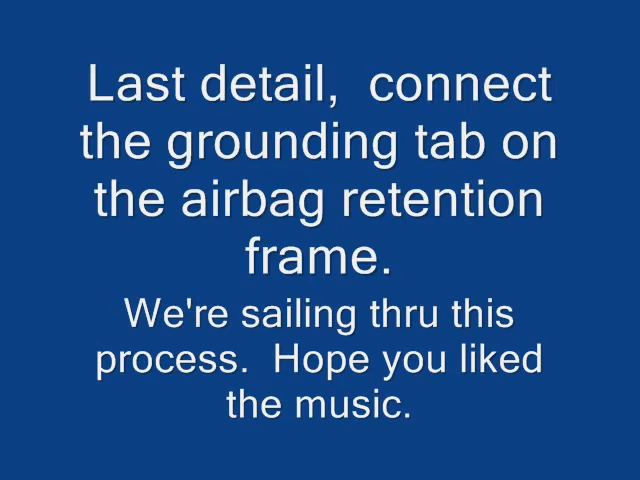 Last detail,  connect
the grounding tab on
the airbag retention
frame.
We're sailing thru this
process.  Hope you liked
the music.